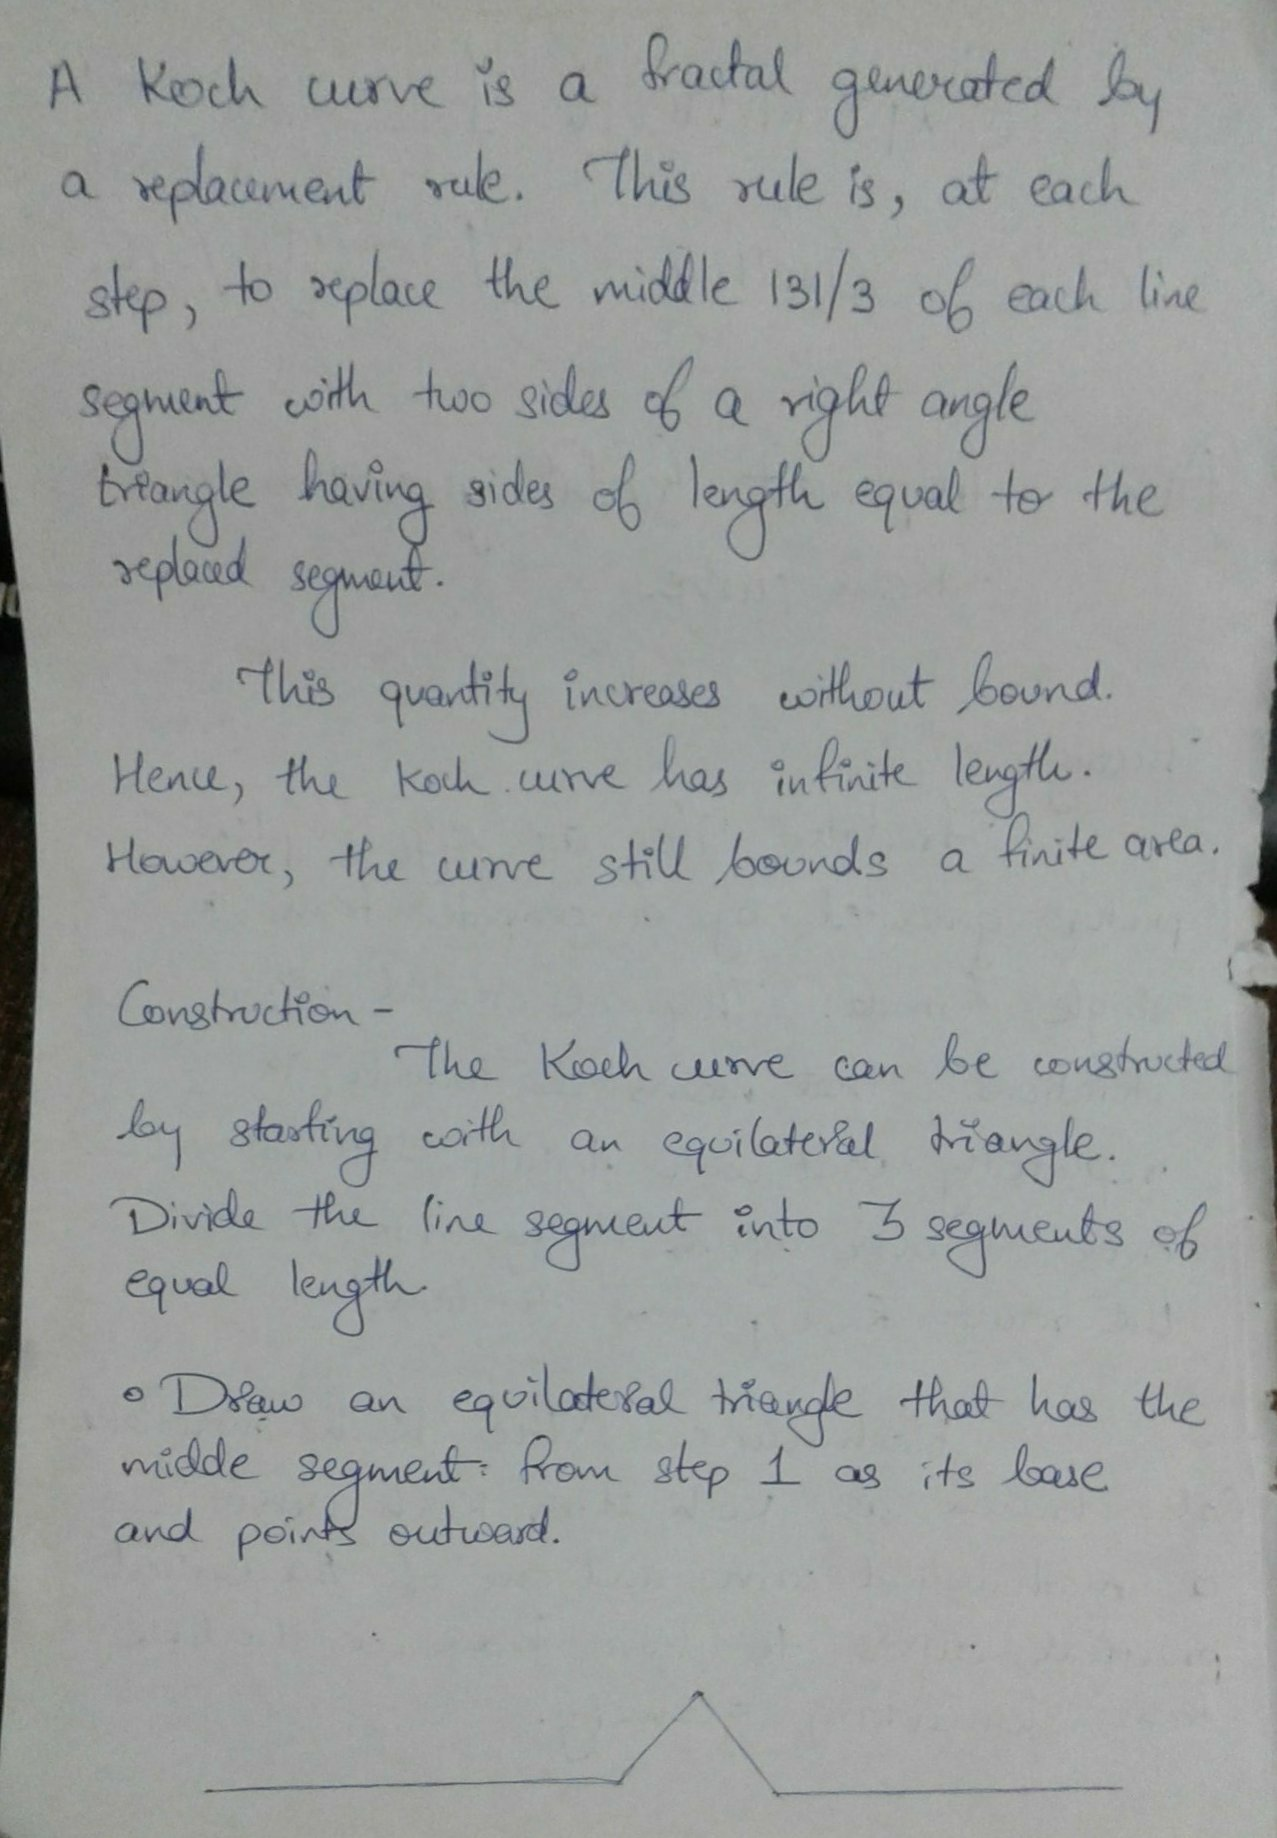 A Koch curve is a fractal generated by
a replacement rule. This rule is, at each
step, to replace the middle 131/3 of each line
segment with two sides of a right angle
triangle having sides of length equal to the
replaced segment.
This quantity increases without bound.
Hence, the Koch curve has infinite length.
However, the curve still bounds a finite area.
Construction -
The Koch curve can be constructed
by starting with an equilateral triangle.
Divide the line segment into 3 segments of
equal length.
• Draw an equilateral triangle that has the
midde segment: from step 1 as its base
and points outward.